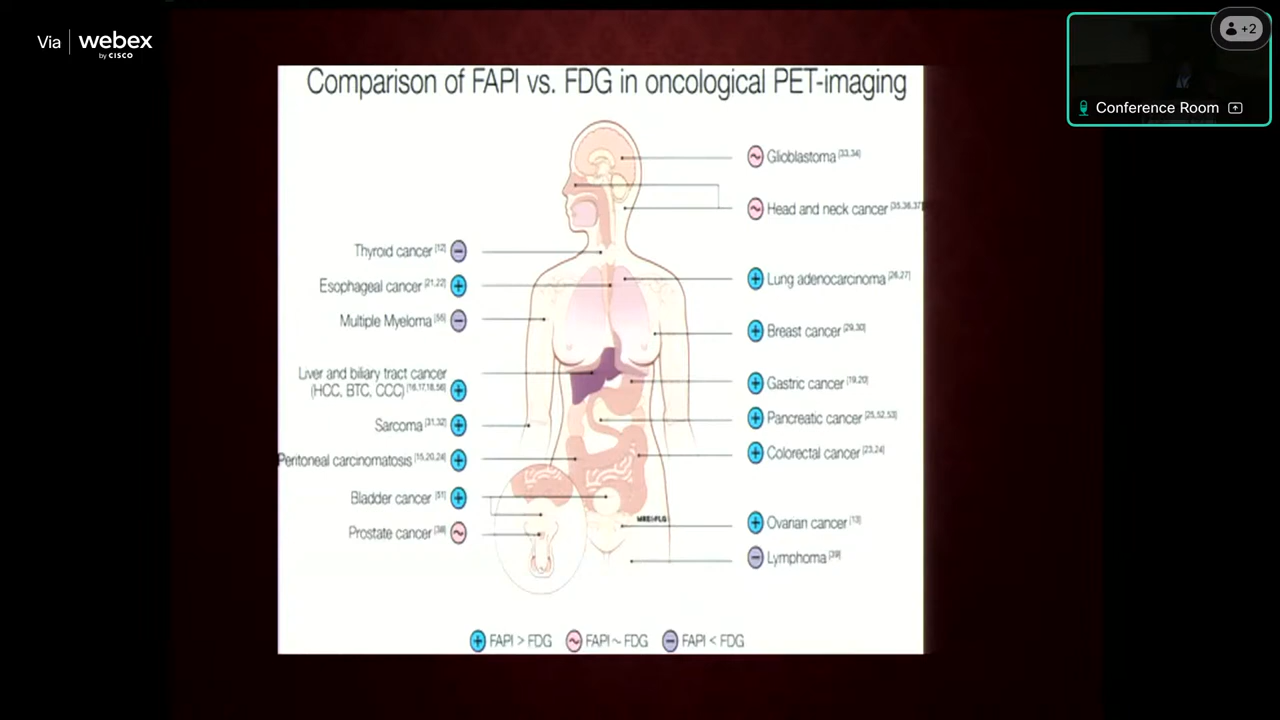 Via webex
by CISCO
+2
Conference Room
Comparison of FAPI vs. FDG in oncological PET-imaging
Glioblastoma [33,34]
Head and neck cancer [35,36,37]
Thyroid cancer [12]
Lung adenocarcinoma [26,27]
Esophageal cancer [21,22]
Multiple Myeloma [55]
Breast cancer [29,30]
Liver and biliary tract cancer
(HCC, BTC, CCC) [16,17,18,56]
Gastric cancer [19,20]
Pancreatic cancer [25,52,53]
Sarcoma [31,32]
Colorectal cancer [23,24]
Peritoneal carcinomatosis [15,20,24]
Bladder cancer [51]
Ovarian cancer [13]
Prostate cancer [38]
Lymphoma [39]
FAPI > FDG FAPI ~ FDG FAPI < FDG